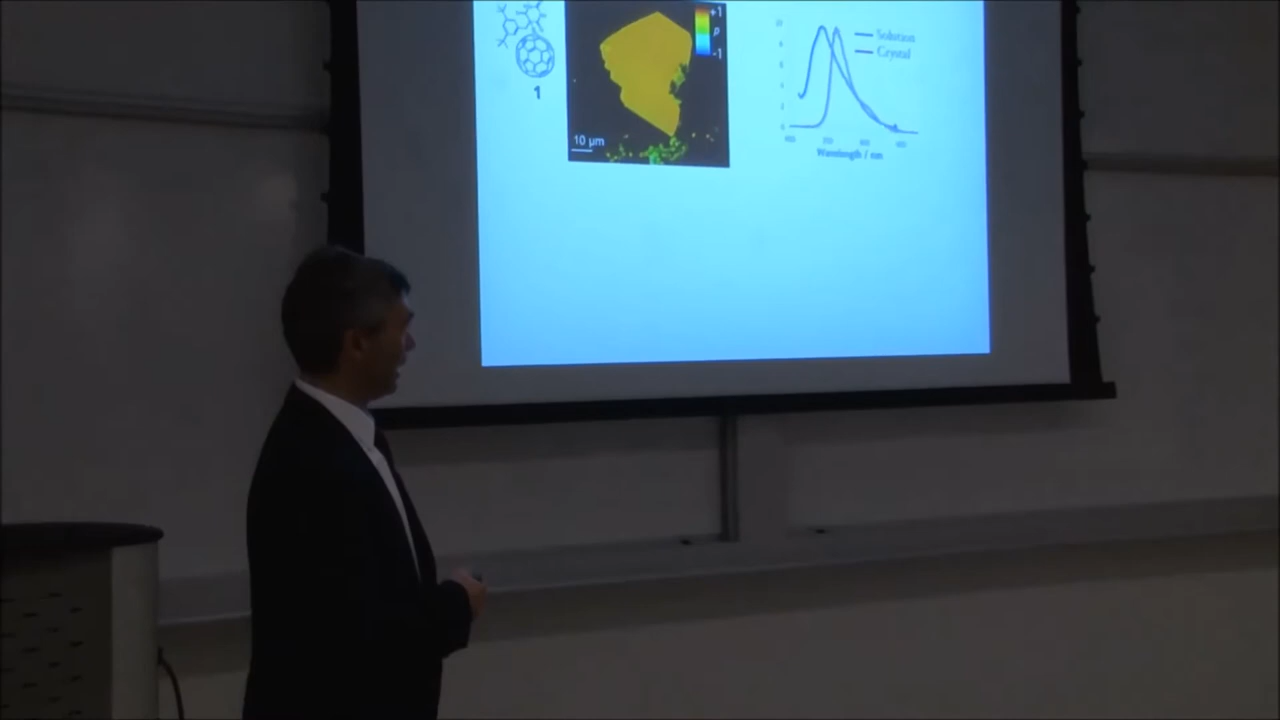 +1
ρ
-1
1
10 µm
Solution
Crystal
Wavelength / nm